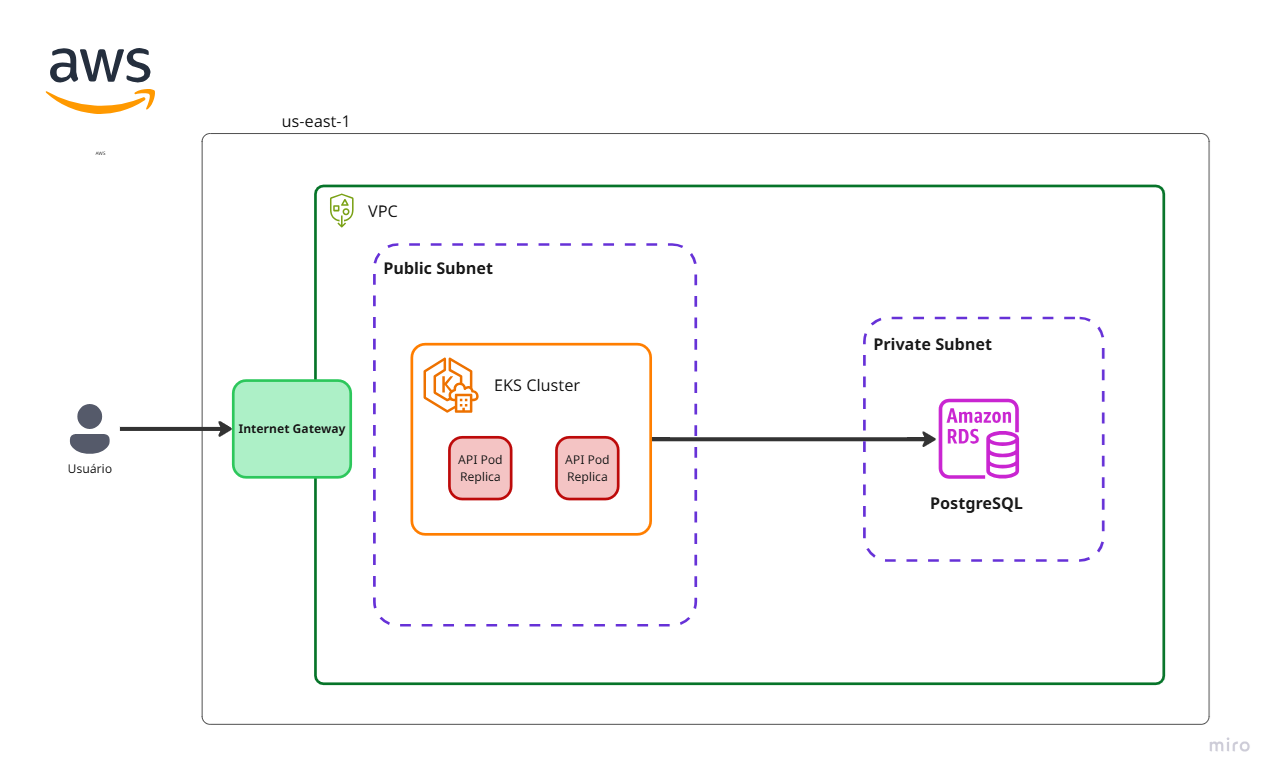 aws
AWS
us-east-1
VPC
Public Subnet
Private Subnet
EKS Cluster
K
Amazon
RDS
Internet Gateway
API Pod
Replica
API Pod
Replica
Usuário
PostgreSQL
miro